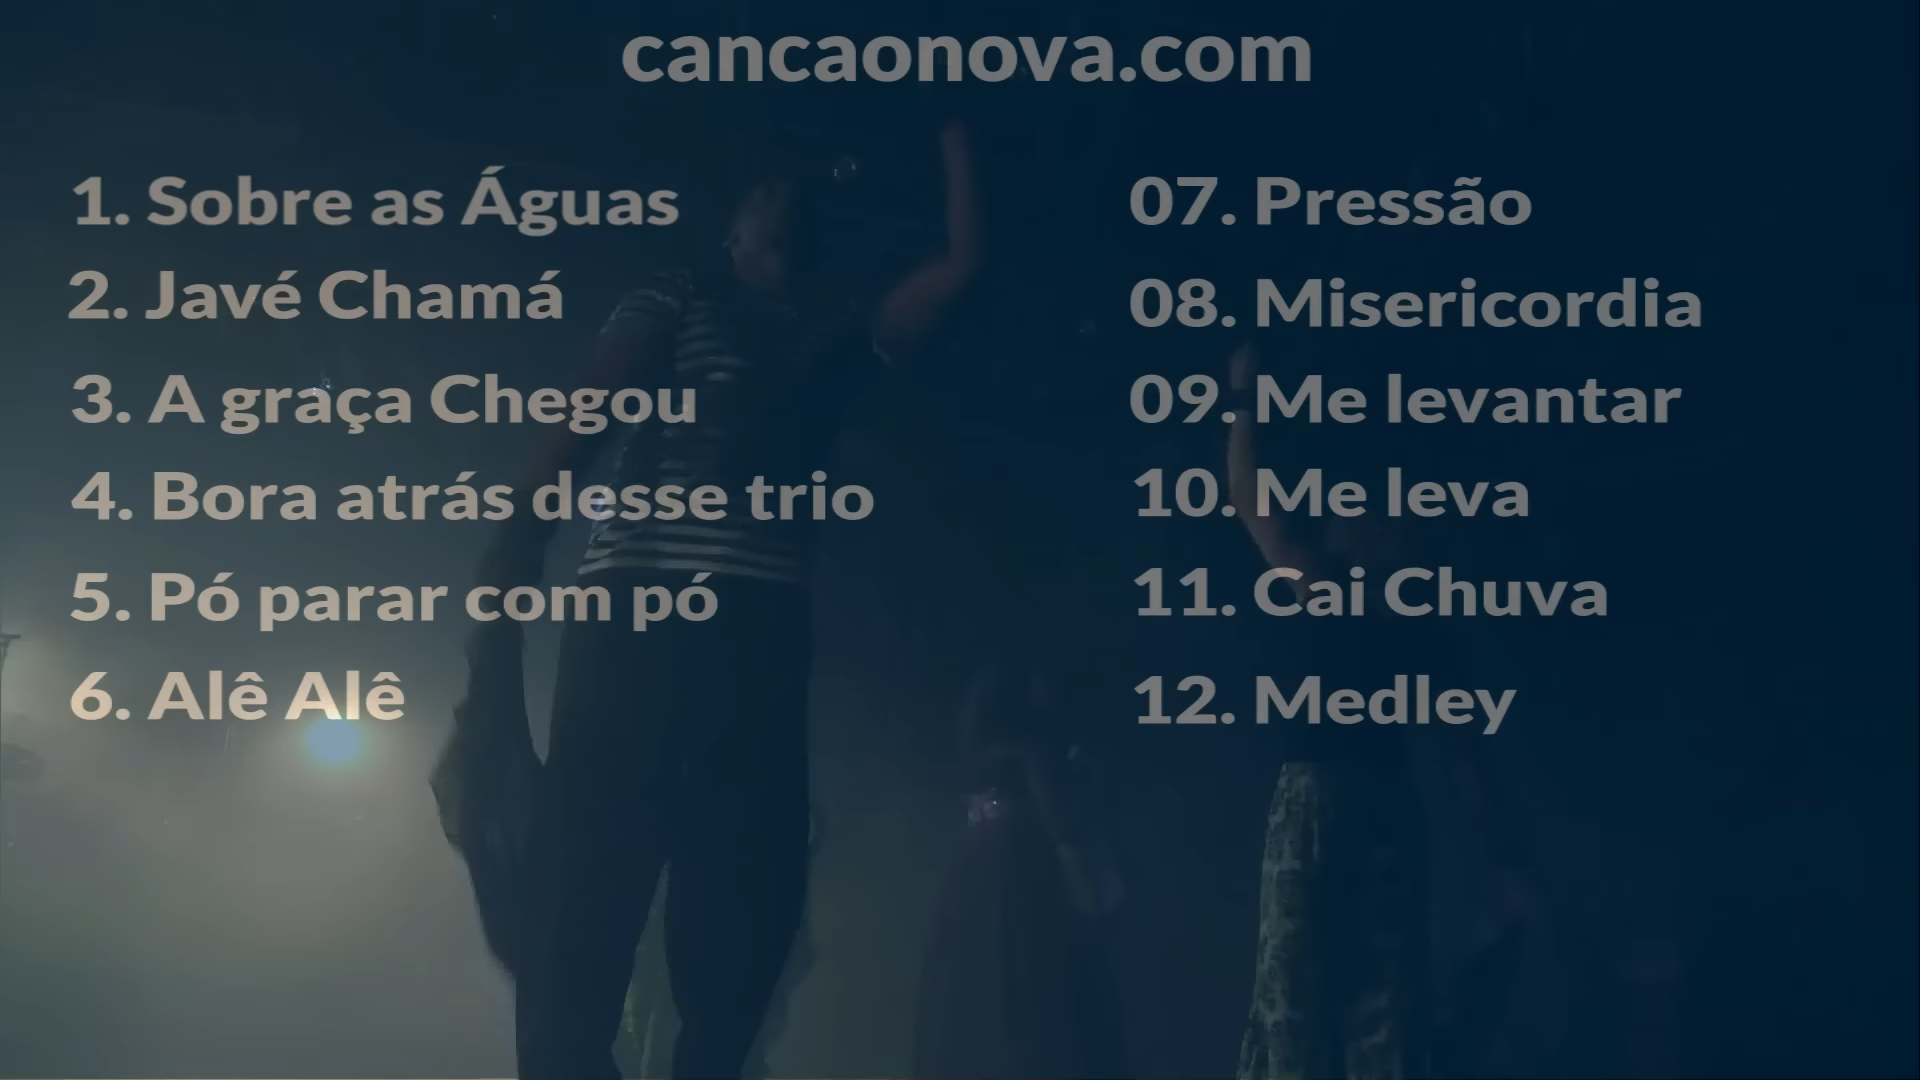 cancaonova.com
1. Sobre as Águas
2. Javé Chamá
3. A graça Chegou
4. Bora atrás desse trio
5. Pó parar com pó
6. Alê Alê
07. Pressão
08. Misericordia
09. Me levantar
10. Me leva
11. Cai Chuva
12. Medley